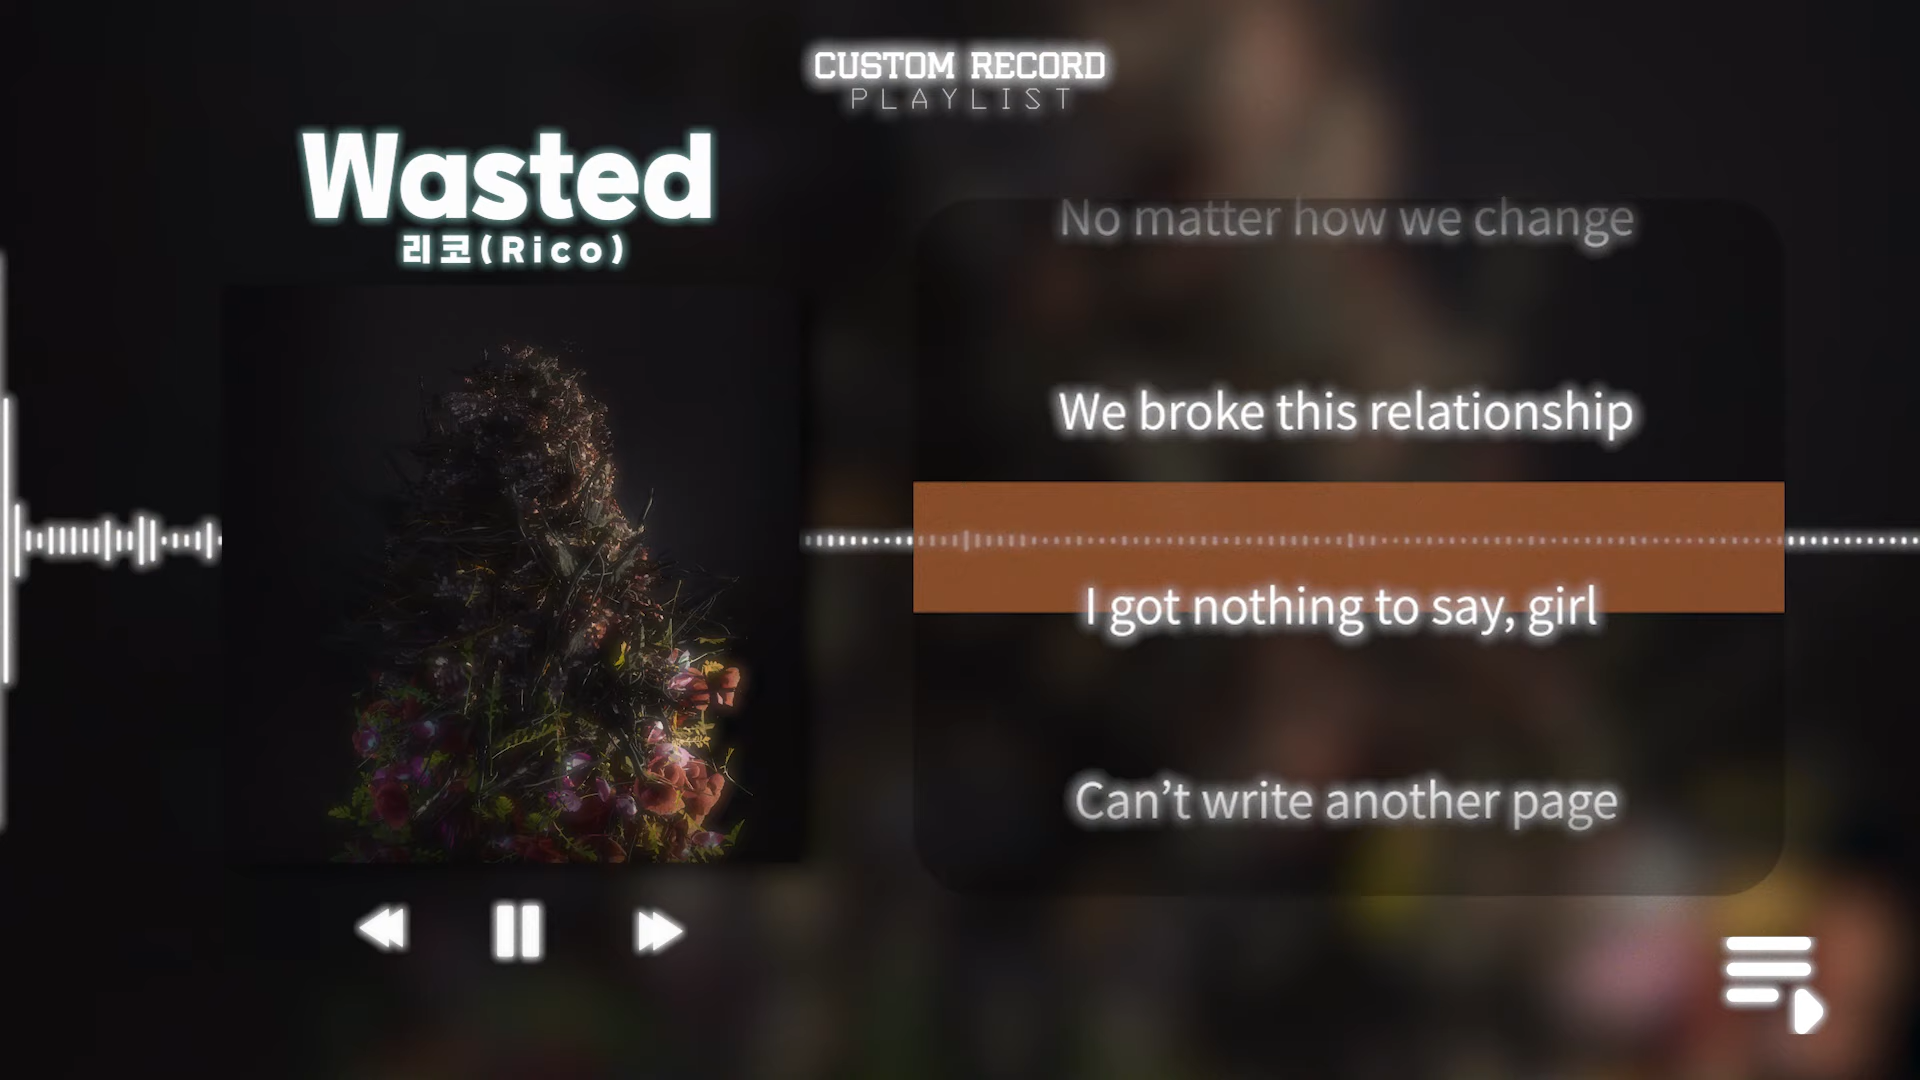 CUSTOM RECORD
PLAYLIST
Wasted
리코(Rico)
No matter how we change
We broke this relationship
I got nothing to say, girl
Can’t write another page